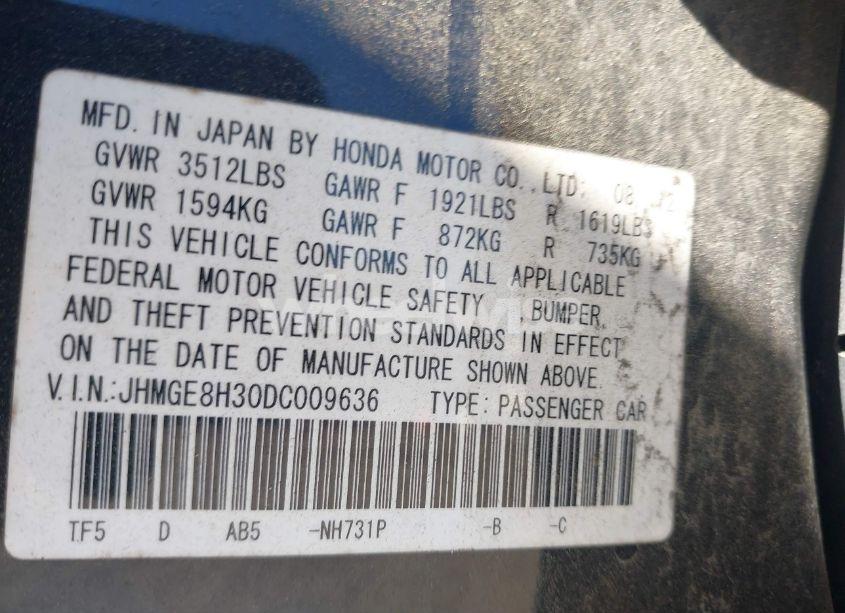 MFD. IN JAPAN BY HONDA MOTOR CO., LTD. 08
GVWR 3512LBS GAWR F 1921LBS R 1619LBS
GVWR 1594KG GAWR F 872KG R 735KG
THIS VEHICLE CONFORMS TO ALL APPLICABLE
FEDERAL MOTOR VEHICLE SAFETY ,BUMPER,
AND THEFT PREVENTION STANDARDS IN EFFECT
ON THE DATE OF MANUFACTURE SHOWN ABOVE.
V.I.N.:JHMGE8H30DC009636 TYPE: PASSENGER CAR
TF5 D AB5 -NH731P -B -C